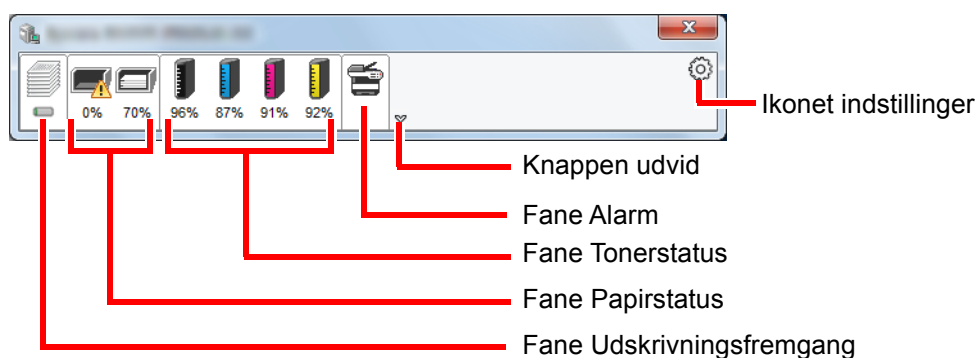 0% 70% 96% 87% 91% 92%
Ikonet indstillinger
Knappen udvid
Fane Alarm
Fane Tonerstatus
Fane Papirstatus
Fane Udskrivningsfremgang